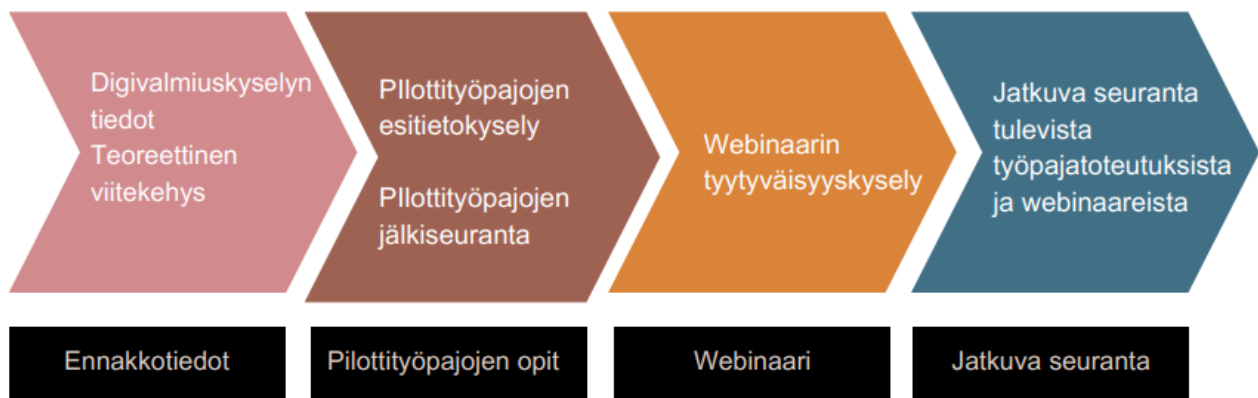 Digivalmiuskyselyn
tiedot
Teoreettinen
viitekehys
PIlottityöpajojen
esitietokysely
PIlottityöpajojen
jälkiseuranta
Webinaarin
tyytyväisyyskysely
Jatkuva seuranta
tulevista
työpajatoteutuksista
ja webinaareista
Ennakkotiedot
Pilottityöpajojen opit
Webinaari
Jatkuva seuranta